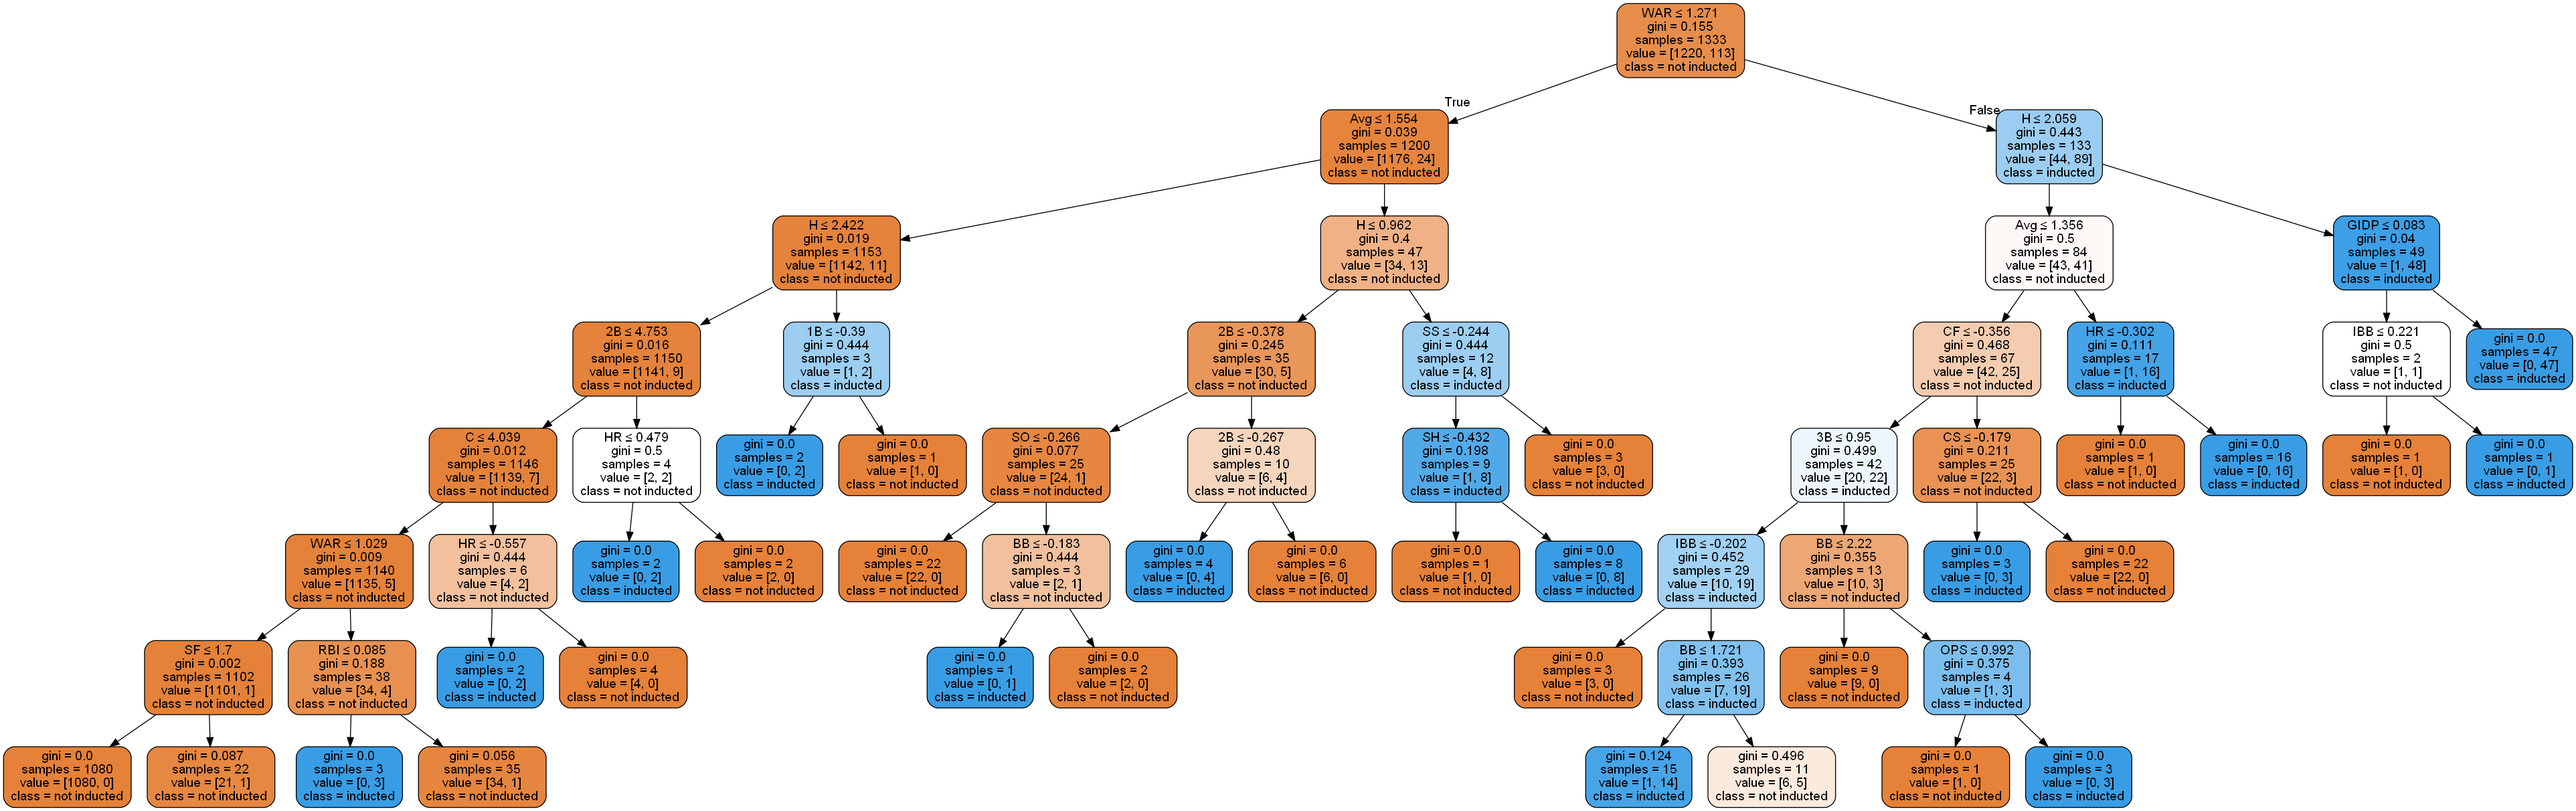 WAR ≤ 1.271
gini = 0.155
samples = 1333
value = [1220, 113]
class = not inducted
True
False
Avg ≤ 1.554
gini = 0.039
samples = 1200
value = [1176, 24]
class = not inducted
H ≤ 2.059
gini = 0.443
samples = 133
value = [44, 89]
class = inducted
H ≤ 2.422
gini = 0.019
samples = 1153
value = [1142, 11]
class = not inducted
H ≤ 0.962
gini = 0.4
samples = 47
value = [34, 13]
class = not inducted
Avg ≤ 1.356
gini = 0.5
samples = 84
value = [43, 41]
class = not inducted
GIDP ≤ 0.083
gini = 0.04
samples = 49
value = [1, 48]
class = inducted
2B ≤ 4.753
gini = 0.016
samples = 1150
value = [1141, 9]
class = not inducted
1B ≤ -0.39
gini = 0.444
samples = 3
value = [1, 2]
class = inducted
2B ≤ -0.378
gini = 0.245
samples = 35
value = [30, 5]
class = not inducted
SS ≤ -0.244
gini = 0.444
samples = 12
value = [4, 8]
class = inducted
CF ≤ -0.356
gini = 0.468
samples = 67
value = [42, 25]
class = not inducted
HR ≤ -0.302
gini = 0.111
samples = 17
value = [1, 16]
class = inducted
IBB ≤ 0.221
gini = 0.5
samples = 2
value = [1, 1]
class = not inducted
gini = 0.0
samples = 47
value = [0, 47]
class = inducted
C ≤ 4.039
gini = 0.012
samples = 1146
value = [1139, 7]
class = not inducted
HR ≤ 0.479
gini = 0.5
samples = 4
value = [2, 2]
class = not inducted
gini = 0.0
samples = 2
value = [0, 2]
class = inducted
gini = 0.0
samples = 1
value = [1, 0]
class = not inducted
SO ≤ -0.266
gini = 0.077
samples = 25
value = [24, 1]
class = not inducted
2B ≤ -0.267
gini = 0.48
samples = 10
value = [6, 4]
class = not inducted
SH ≤ -0.432
gini = 0.198
samples = 9
value = [1, 8]
class = inducted
gini = 0.0
samples = 3
value = [3, 0]
class = not inducted
3B ≤ 0.95
gini = 0.499
samples = 42
value = [20, 22]
class = inducted
CS ≤ -0.179
gini = 0.211
samples = 25
value = [22, 3]
class = not inducted
gini = 0.0
samples = 1
value = [1, 0]
class = not inducted
gini = 0.0
samples = 16
value = [0, 16]
class = inducted
gini = 0.0
samples = 1
value = [1, 0]
class = not inducted
gini = 0.0
samples = 1
value = [0, 1]
class = inducted
WAR ≤ 1.029
gini = 0.009
samples = 1140
value = [1135, 5]
class = not inducted
HR ≤ -0.557
gini = 0.444
samples = 6
value = [4, 2]
class = not inducted
gini = 0.0
samples = 2
value = [0, 2]
class = inducted
gini = 0.0
samples = 2
value = [2, 0]
class = not inducted
gini = 0.0
samples = 22
value = [22, 0]
class = not inducted
BB ≤ -0.183
gini = 0.444
samples = 3
value = [2, 1]
class = not inducted
gini = 0.0
samples = 4
value = [0, 4]
class = inducted
gini = 0.0
samples = 6
value = [6, 0]
class = not inducted
gini = 0.0
samples = 1
value = [1, 0]
class = not inducted
gini = 0.0
samples = 8
value = [0, 8]
class = inducted
IBB ≤ -0.202
gini = 0.452
samples = 29
value = [10, 19]
class = inducted
BB ≤ 2.22
gini = 0.355
samples = 13
value = [10, 3]
class = not inducted
gini = 0.0
samples = 3
value = [0, 3]
class = inducted
gini = 0.0
samples = 22
value = [22, 0]
class = not inducted
SF ≤ 1.7
gini = 0.002
samples = 1102
value = [1101, 1]
class = not inducted
RBI ≤ 0.085
gini = 0.188
samples = 38
value = [34, 4]
class = not inducted
gini = 0.0
samples = 2
value = [0, 2]
class = inducted
gini = 0.0
samples = 4
value = [4, 0]
class = not inducted
gini = 0.0
samples = 1
value = [0, 1]
class = inducted
gini = 0.0
samples = 2
value = [2, 0]
class = not inducted
gini = 0.0
samples = 3
value = [3, 0]
class = not inducted
BB ≤ 1.721
gini = 0.393
samples = 26
value = [7, 19]
class = inducted
gini = 0.0
samples = 9
value = [9, 0]
class = not inducted
OPS ≤ 0.992
gini = 0.375
samples = 4
value = [1, 3]
class = inducted
gini = 0.0
samples = 1080
value = [1080, 0]
class = not inducted
gini = 0.087
samples = 22
value = [21, 1]
class = not inducted
gini = 0.0
samples = 3
value = [0, 3]
class = inducted
gini = 0.056
samples = 35
value = [34, 1]
class = not inducted
gini = 0.124
samples = 15
value = [1, 14]
class = inducted
gini = 0.496
samples = 11
value = [6, 5]
class = not inducted
gini = 0.0
samples = 1
value = [1, 0]
class = not inducted
gini = 0.0
samples = 3
value = [0, 3]
class = inducted